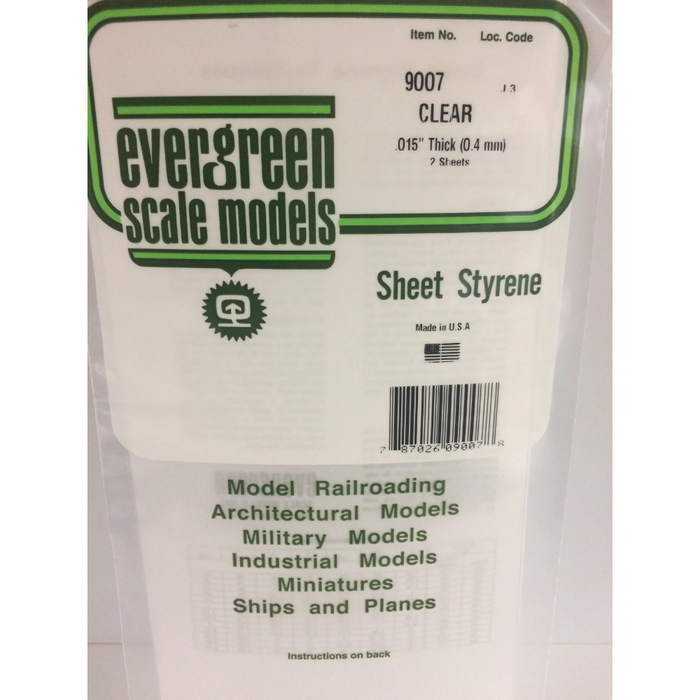 Item No. Loc. Code
9007 J3
CLEAR
.015" Thick (0.4 mm)
2 Sheets
evergreen
scale models
Sheet Styrene
Made in U.S.A
7 87026 09007 8
Model Railroading
Architectural Models
Military Models
Industrial Models
Miniatures
Ships and Planes
Instructions on back